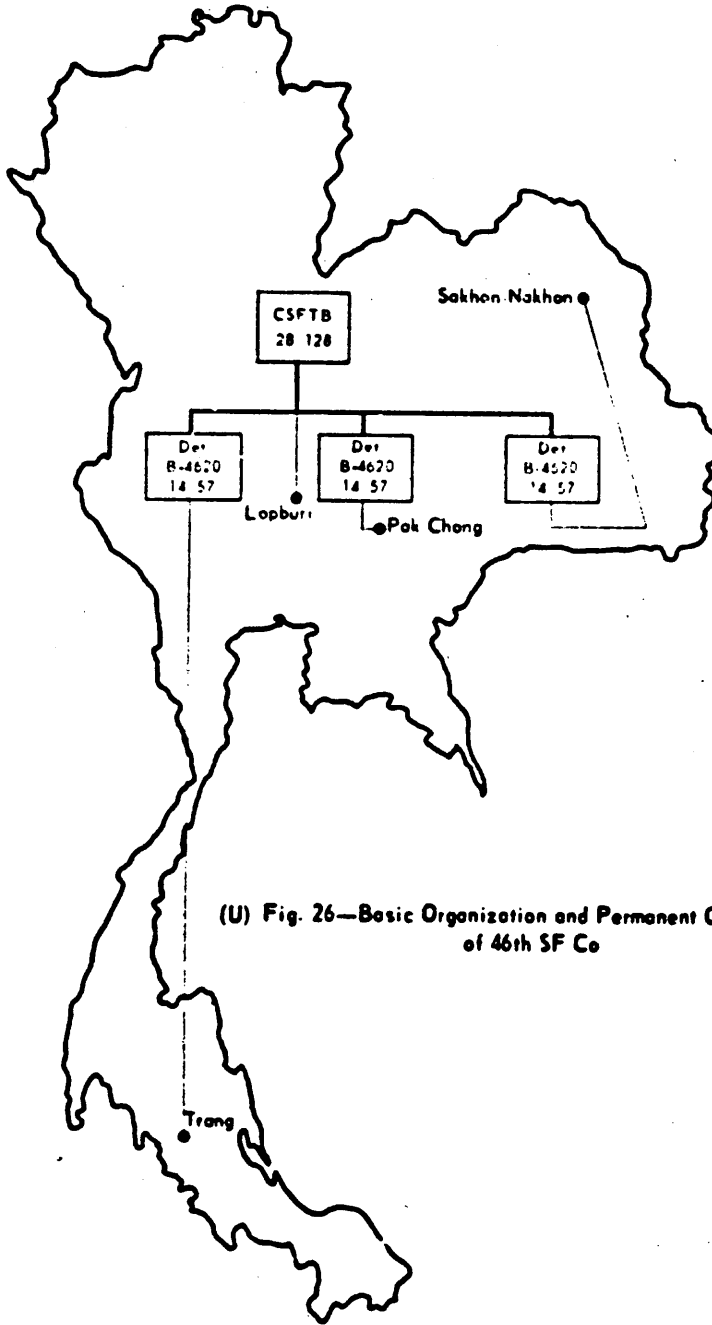 Sakhon Nakhon
CSFTB
28 128
Det
B-4620
14 57
Det
B-4620
14 57
Det
B-4620
14 57
Lopburi
Pak Chong
(U) Fig. 26—Basic Organization and Permanent
of 46th SF Co
Trang